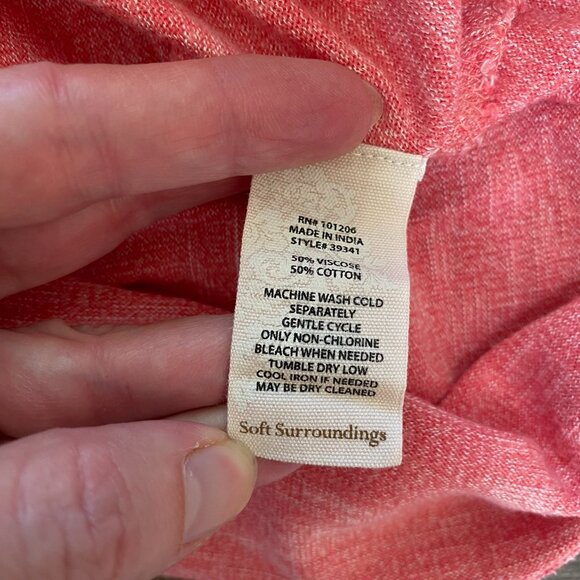 RN# 101206
MADE IN INDIA
STYLE# 39341
50% VISCOSE
50% COTTON
MACHINE WASH COLD
SEPARATELY
GENTLE CYCLE
ONLY NON-CHLORINE
BLEACH WHEN NEEDED
TUMBLE DRY LOW
COOL IRON IF NEEDED
MAY BE DRY CLEANED
Soft Surroundings